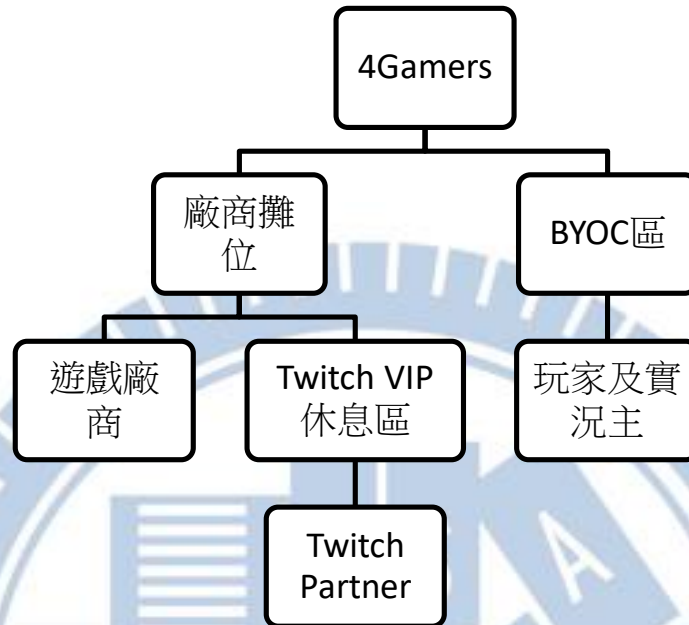 4Gamers
廠商攤
位
BYOC區
遊戲廠
商
Twitch VIP
休息區
玩家及實
況主
Twitch
Partner